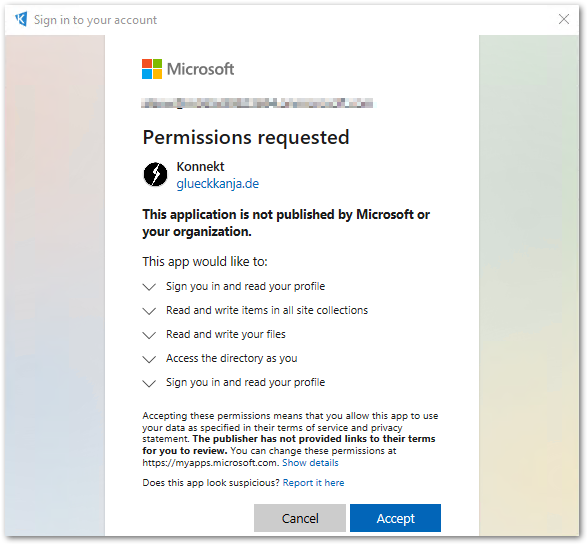 Sign in to your account
Microsoft
Permissions requested
Konnekt
glueckkanja.de
This application is not published by Microsoft or
your organization.
This app would like to:
Sign you in and read your profile
Read and write items in all site collections
Read and write your files
Access the directory as you
Sign you in and read your profile
Accepting these permissions means that you allow this app to use
your data as specified in their terms of service and privacy
statement. The publisher has not provided links to their terms
for you to review. You can change these permissions at
https://myapps.microsoft.com. Show details
Does this app look suspicious? Report it here
Cancel Accept